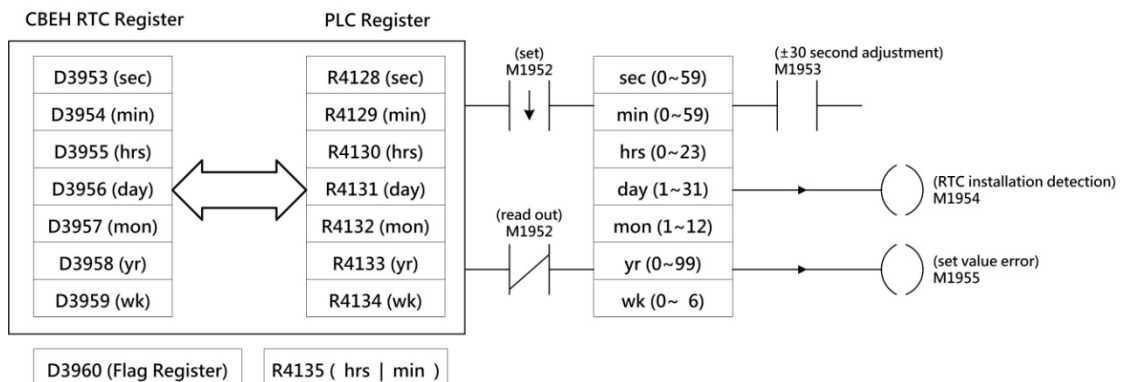 CBEH RTC Register
PLC Register
D3953 (sec)
D3954 (min)
D3955 (hrs)
D3956 (day)
D3957 (mon)
D3958 (yr)
D3959 (wk)
R4128 (sec)
R4129 (min)
R4130 (hrs)
R4131 (day)
R4132 (mon)
R4133 (yr)
R4134 (wk)
(set)
M1952
(read out)
M1952
sec (0~59)
min (0~59)
hrs (0~23)
day (1~31)
mon (1~12)
yr (0~99)
wk (0~ 6)
(±30 second adjustment)
M1953
(RTC installation detection)
M1954
(set value error)
M1955
D3960 (Flag Register)
R4135 ( hrs | min )